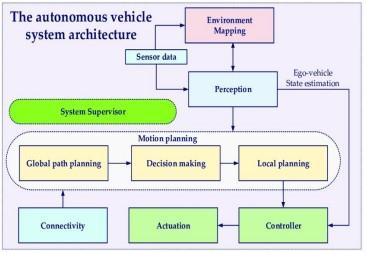 The autonomous vehicle
system architecture
Environment
Mapping
Sensor data
Perception
Ego-vehicle
State estimation
System Supervisor
Motion planning
Global path planning
Decision making
Local planning
Connectivity
Actuation
Controller